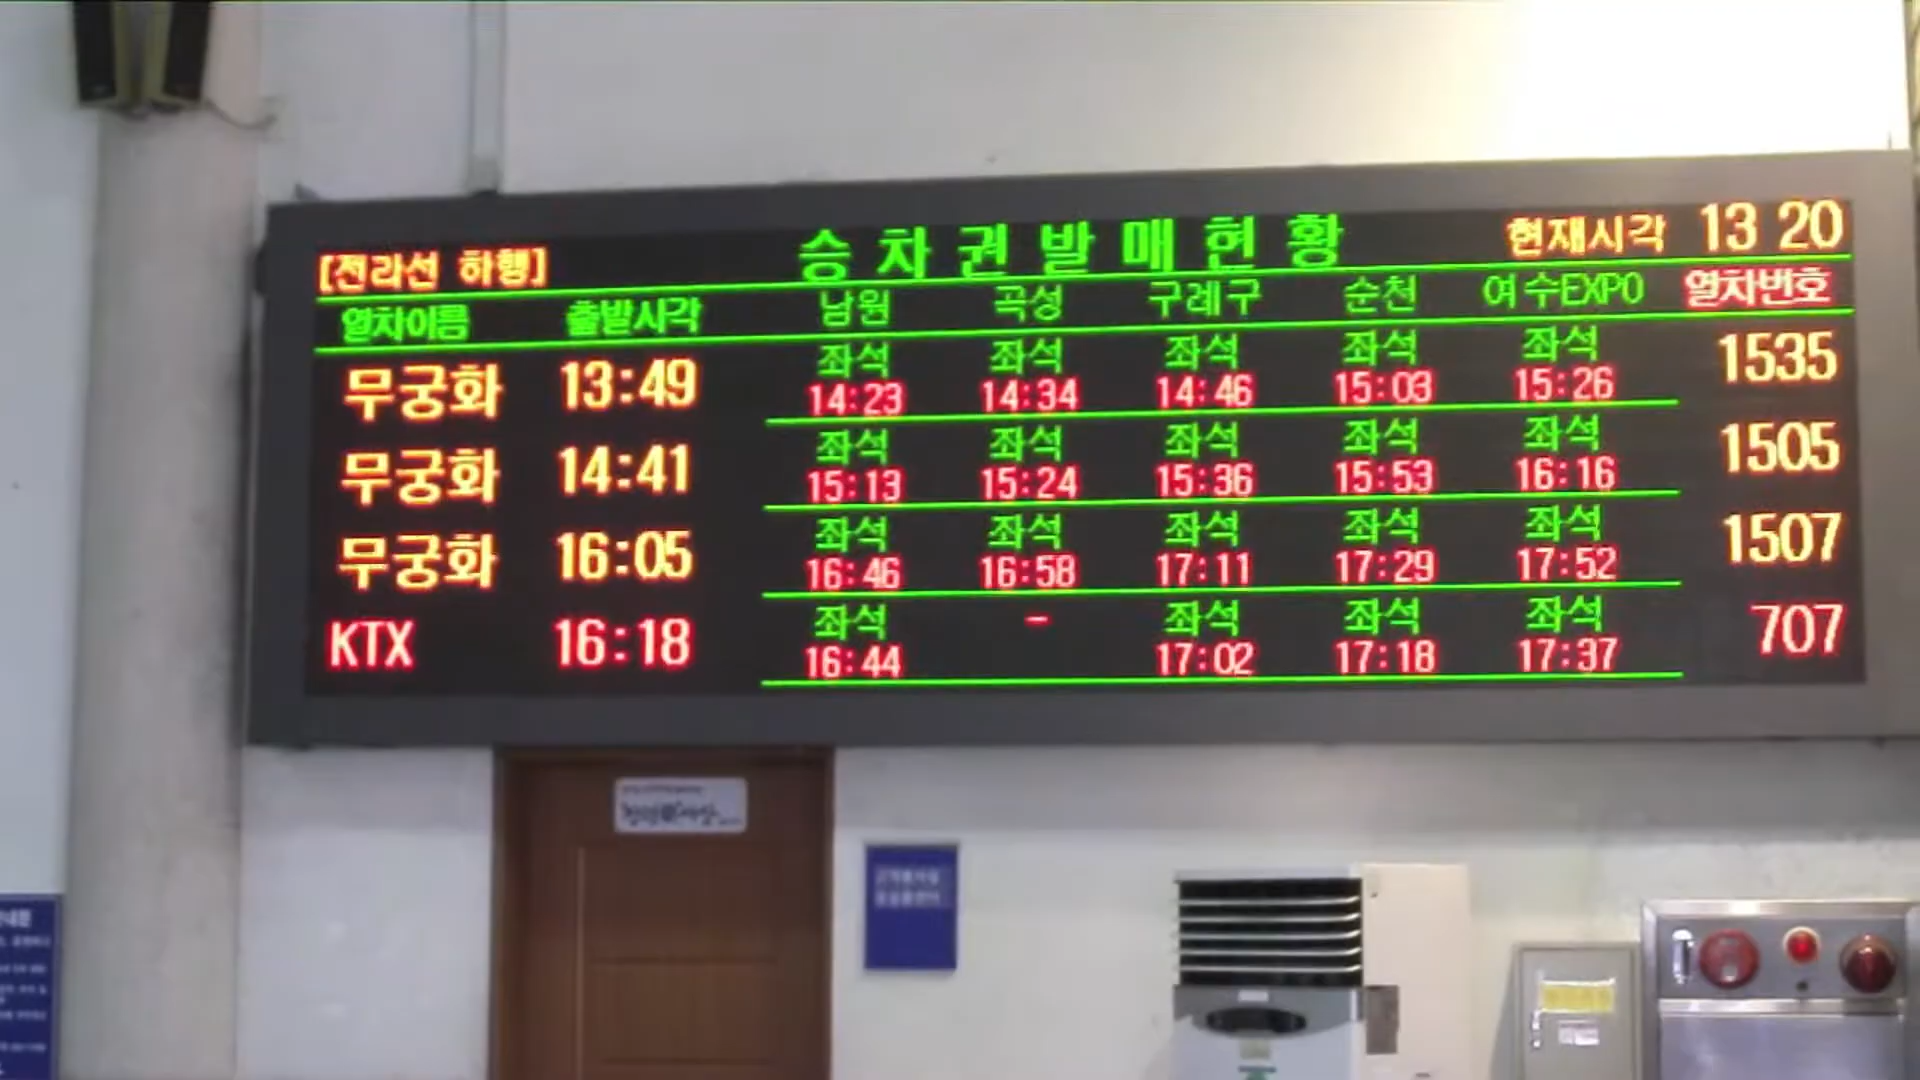 [전라선 하행] 승차권발매현황 현재시각 13 20
열차이름 출발시각 남원 곡성 구례구 순천 여수EXPO 열차번호
무궁화 13:49 좌석 좌석 좌석 좌석 좌석 1535
14:23 14:34 14:46 15:03 15:26
무궁화 14:41 좌석 좌석 좌석 좌석 좌석 1505
15:13 15:24 15:36 15:53 16:16
무궁화 16:05 좌석 좌석 좌석 좌석 좌석 1507
16:46 16:58 17:11 17:29 17:52
KTX 16:18 좌석 - 좌석 좌석 좌석 707
16:44 17:02 17:18 17:37